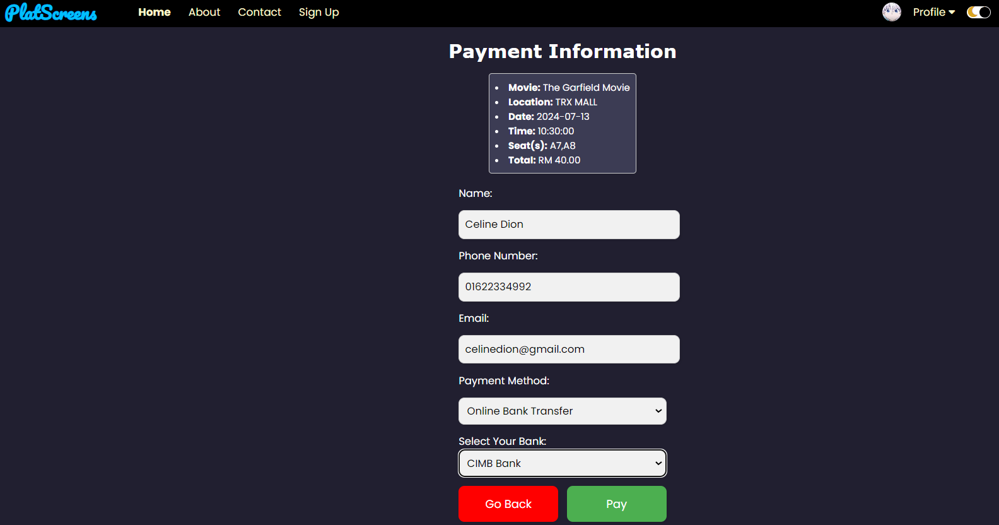 PlatScreens Home About Contact Sign Up Profile
Payment Information
Movie: The Garfield Movie
Location: TRX MALL
Date: 2024-07-13
Time: 10:30:00
Seat(s): A7,A8
Total: RM 40.00
Name:
Celine Dion
Phone Number:
01622334992
Email:
celinedion@gmail.com
Payment Method:
Online Bank Transfer
Select Your Bank:
CIMB Bank
Go Back Pay